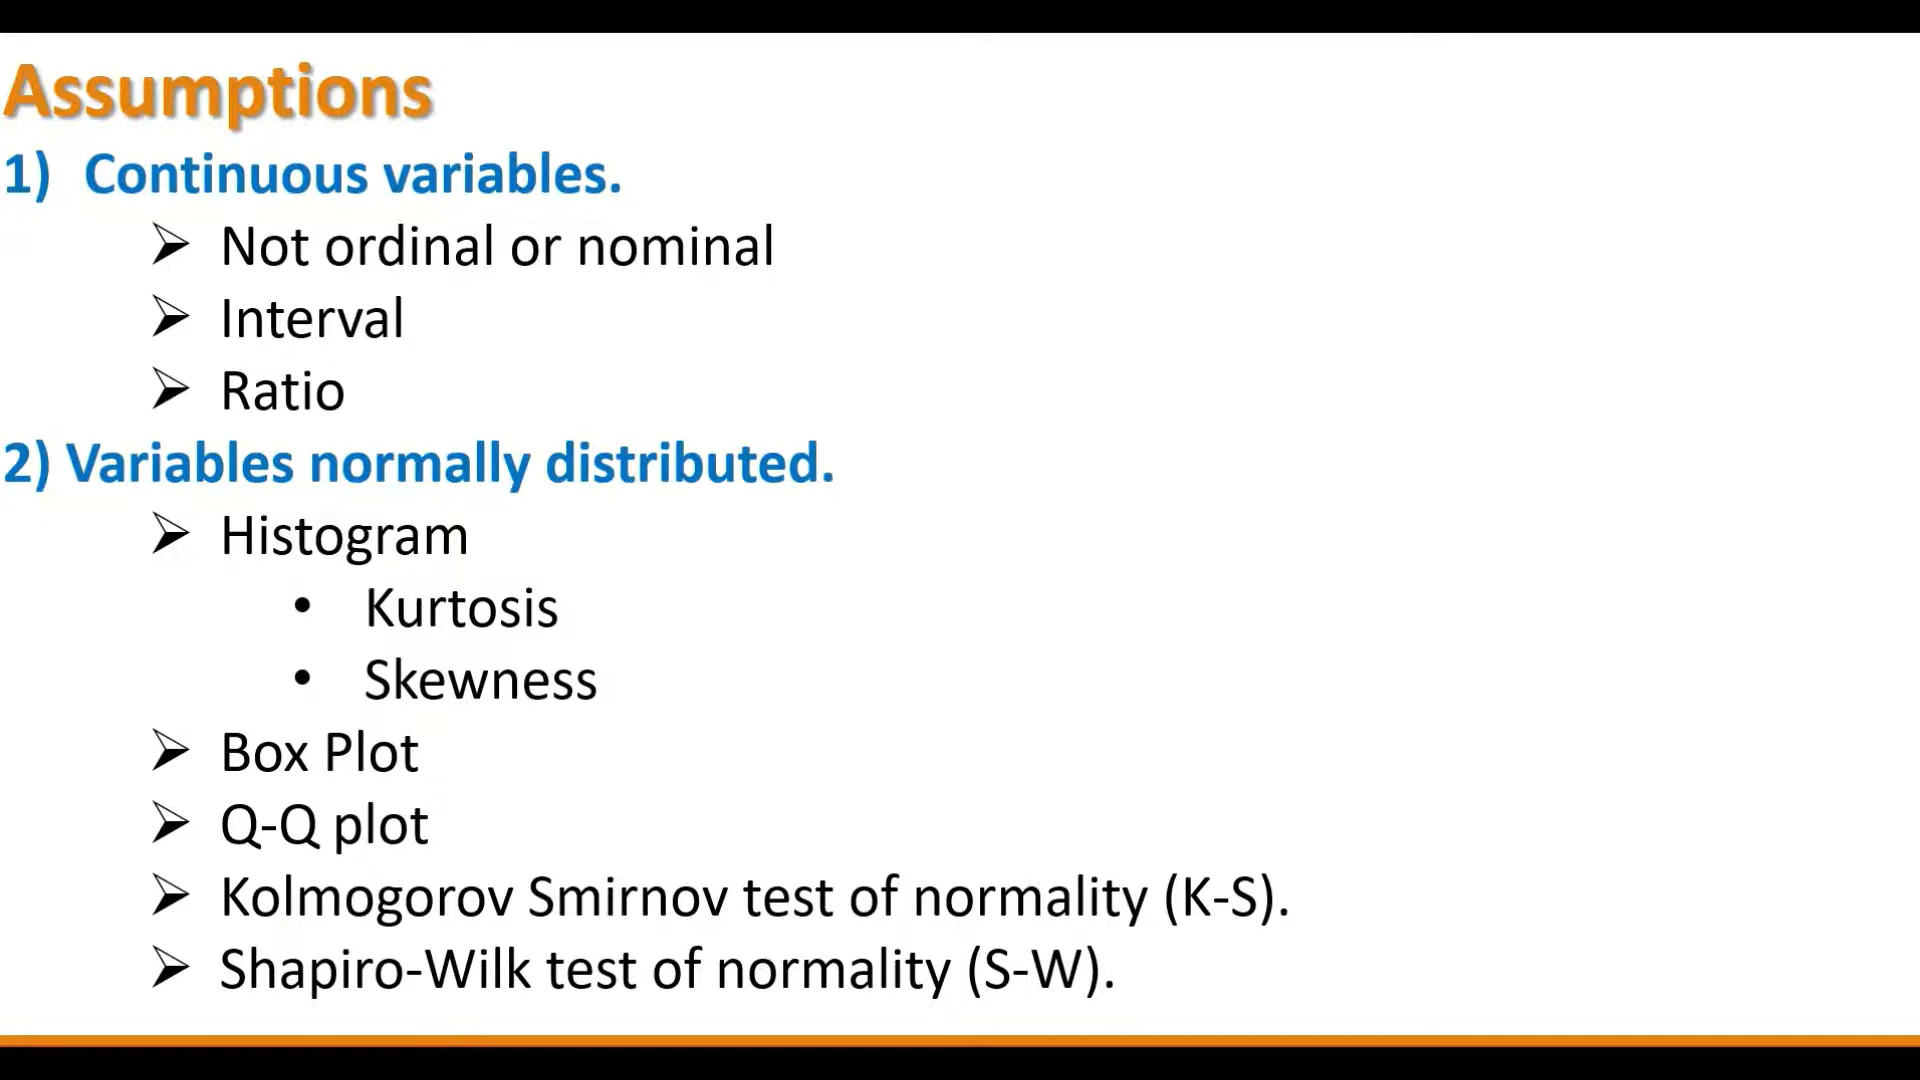 Assumptions
1) Continuous variables.
➢ Not ordinal or nominal
➢ Interval
➢ Ratio
2) Variables normally distributed.
➢ Histogram
• Kurtosis
• Skewness
➢ Box Plot
➢ Q-Q plot
➢ Kolmogorov Smirnov test of normality (K-S).
➢ Shapiro-Wilk test of normality (S-W).